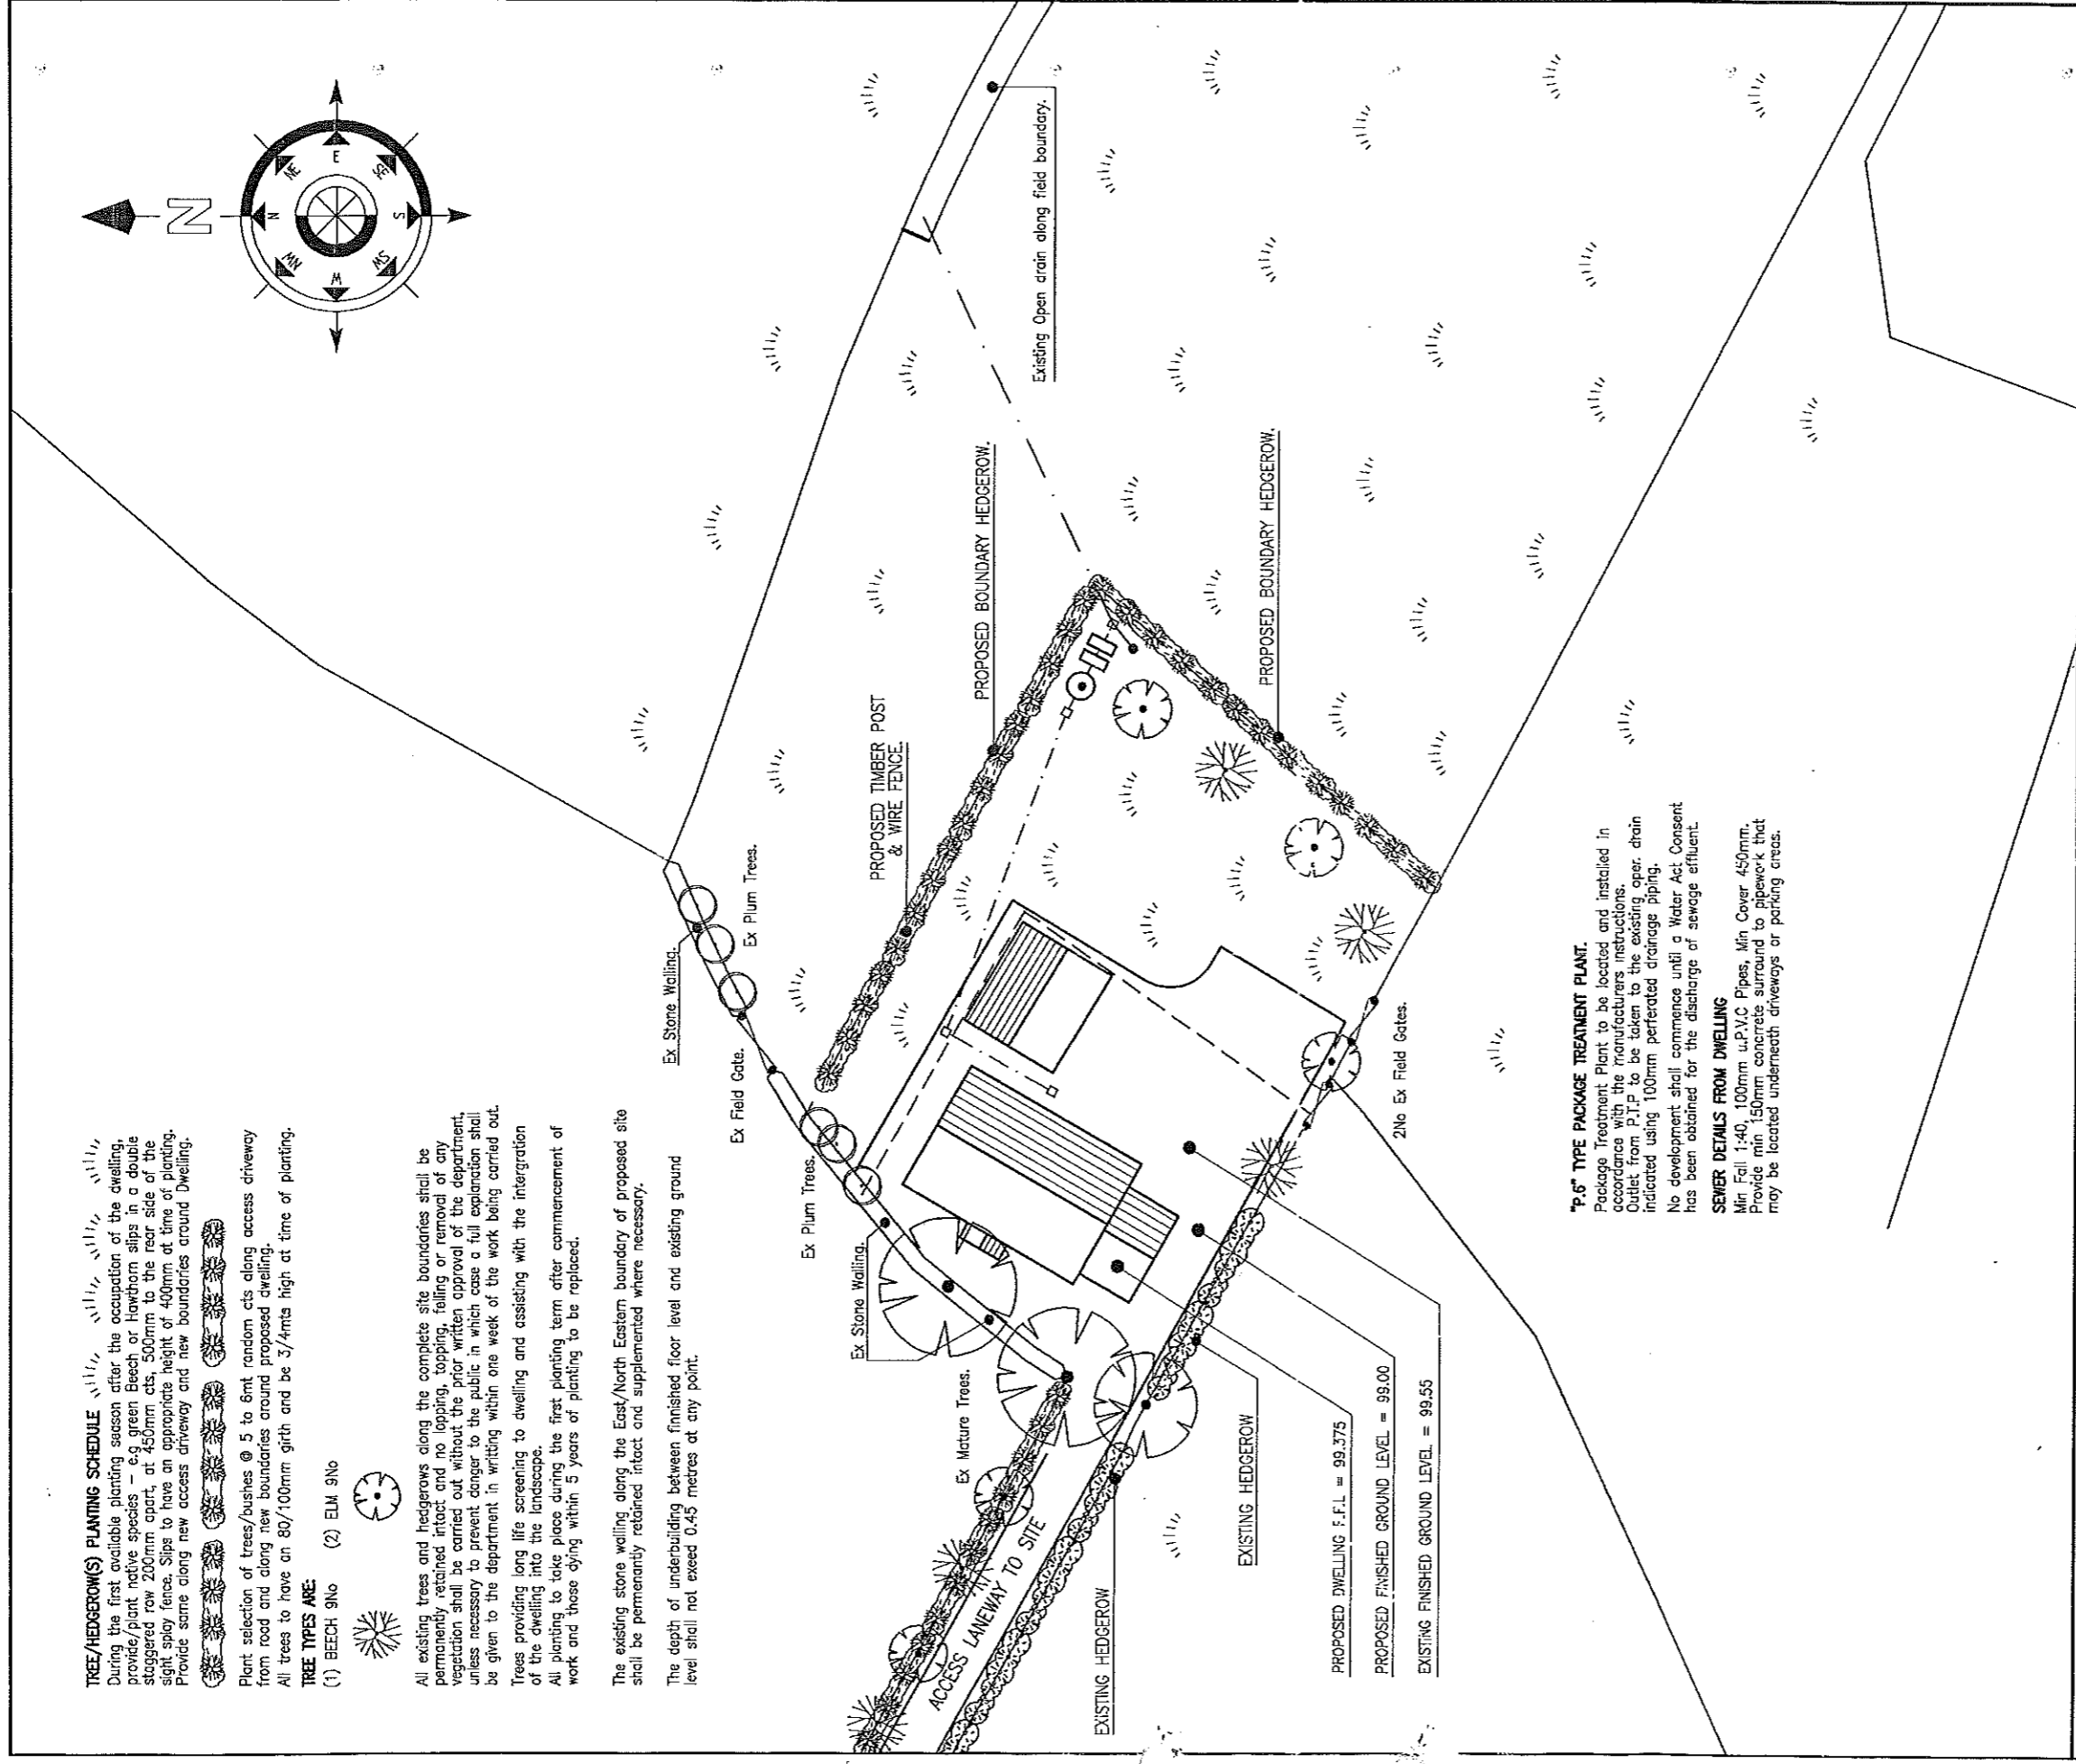 TREE/HEDGEROW(S) PLANTING SCHEDULE
During the first available planting season after the occupation of the dwelling,
provide/plant native species – e.g green Beech or Hawthorn slips in a double
staggered row 200mm apart, at 450mm cts, 500mm to the rear side of the
sight splay fence. Slips to have an appropriate height of 400mm at time of planting.
Provide same along new access driveway and new boundaries around Dwelling.
Plant selection of trees/bushes @ 5 to 6mt random cts along access driveway
from road and along new boundaries around proposed dwelling.
All trees to have an 80/100mm girth and be 3/4mts high at time of planting.
TREE TYPES ARE:
(1) BEECH 9No (2) ELM 9No
All existing trees and hedgerows along the complete site boundaries shall be
permanently retained intact and no lopping, topping, felling or removal of any
vegetation shall be carried out without the prior written approval of the department,
unless necessary to prevent danger to the public in which case a full explanation shall
be given to the department in writting within one week of the work being carried out.
Trees providing long life screening to dwelling and assisting with the intergration
of the dwelling into the landscape.
All planting to take place during the first planting term after commencement of
work and those dying within 5 years of planting to be replaced.
The existing stone walling along the East/North Eastern boundary of proposed site
shall be permenantly retained intact and supplemented where necessary.
The depth of underbuilding between finnished floor level and existing ground
level shall not exceed 0.45 metres at any point.
N
N
NE
E
SE
S
SW
W
NW
Ex Stone Walling.
Ex Plum Trees.
Ex Field Gate.
Ex Plum Trees.
Ex Stone Walling.
Ex Mature Trees.
PROPOSED TIMBER POST
& WIRE FENCE.
PROPOSED BOUNDARY HEDGEROW.
Existing Open drain along field boundary.
PROPOSED BOUNDARY HEDGEROW.
ACCESS LANEWAY TO SITE
EXISTING HEDGEROW
EXISTING HEDGEROW
2No Ex Field Gates.
PROPOSED DWELLING F.F.L = 99.375
PROPOSED FINISHED GROUND LEVEL = 99.00
EXISTING FINISHED GROUND LEVEL = 99.55
"P.6" TYPE PACKAGE TREATMENT PLANT.
Package Treatment Plant to be located and installed in
accordance with the manufacturers instructions.
Outlet from P.T.P to be taken to the existing open drain
indicated using 100mm perferated drainage piping.
No development shall commence until a Water Act Consent
has been obtained for the discharge of sewage effluent.
SEWER DETAILS FROM DWELLING
Min Fall 1:40, 100mm u.P.V.C Pipes, Min Cover 450mm.
Provide min 150mm concrete surround to pipework that
may be located underneath driveways or parking areas.